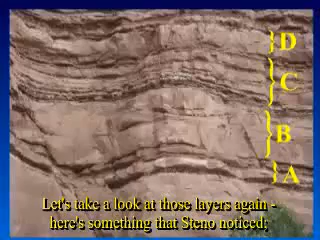 D
C
B
A
Let's take a look at those layers again -
here's something that Steno noticed;